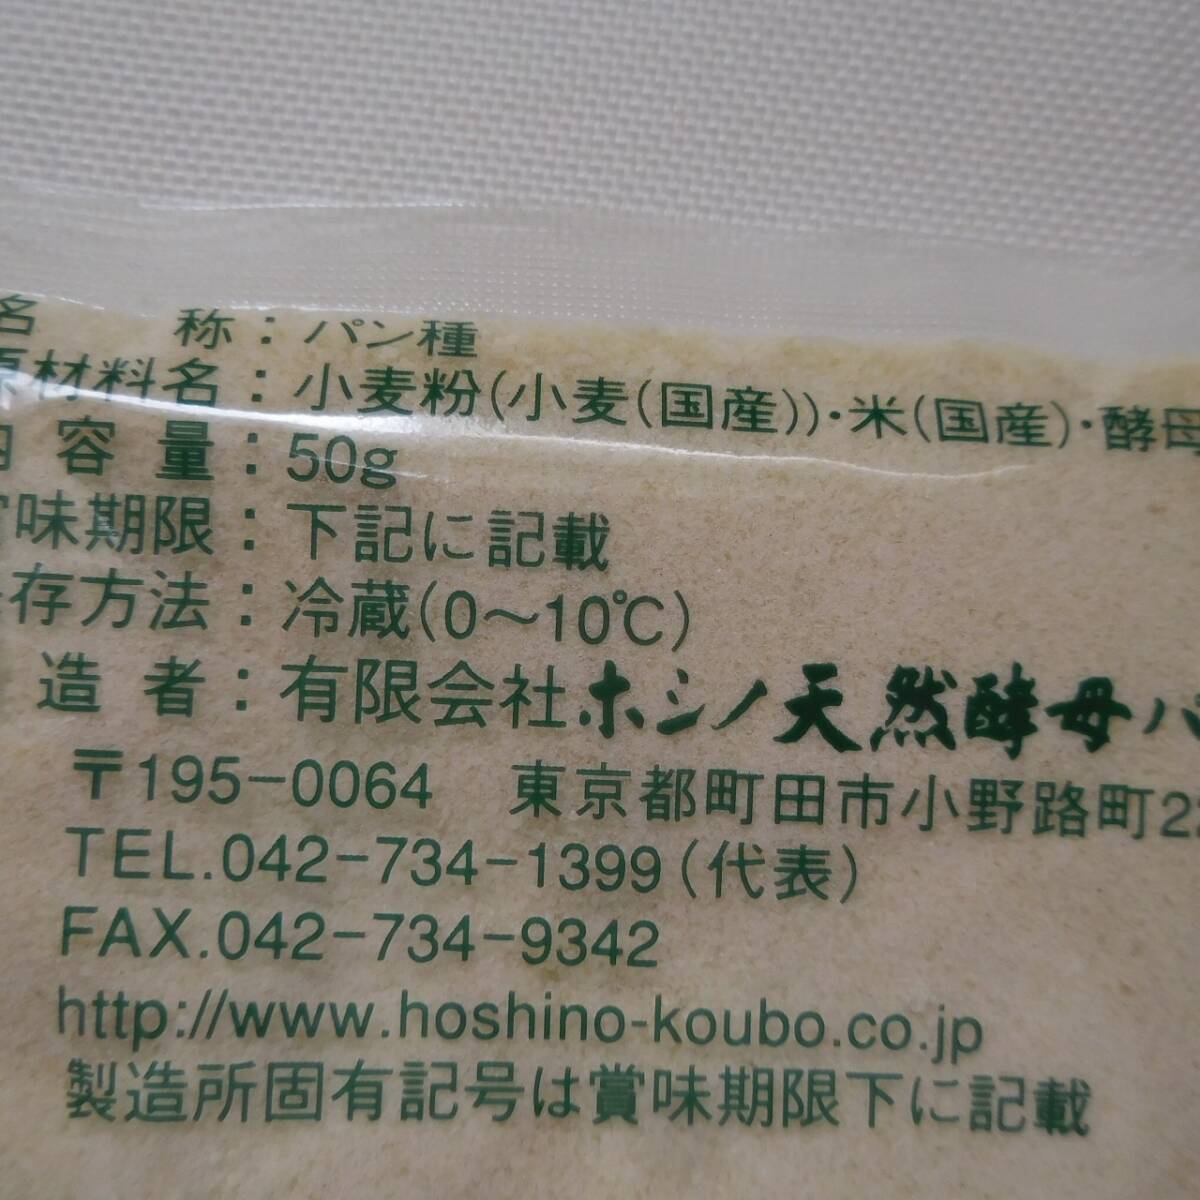 名 称：パン種
原材料名：小麦粉(小麦(国産))・米(国産)・酵母
内容量：50g
賞味期限：下記に記載
保存方法：冷蔵(0〜10℃)
造者：有限会社ホシノ天然酵母パ
〒195-0064 東京都町田市小野路町2
TEL.042-734-1399(代表)
FAX.042-734-9342
http://www.hoshino-koubo.co.jp
製造所固有記号は賞味期限下に記載